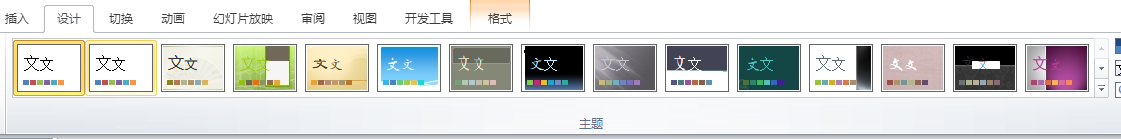 插入 设计 切换 动画 幻灯片放映 审阅 视图 开发工具 格式
文文 文文 文文 文文 文文 文文 文文 文文 文文 文文 文文 文文 文文 文文 文文
主题